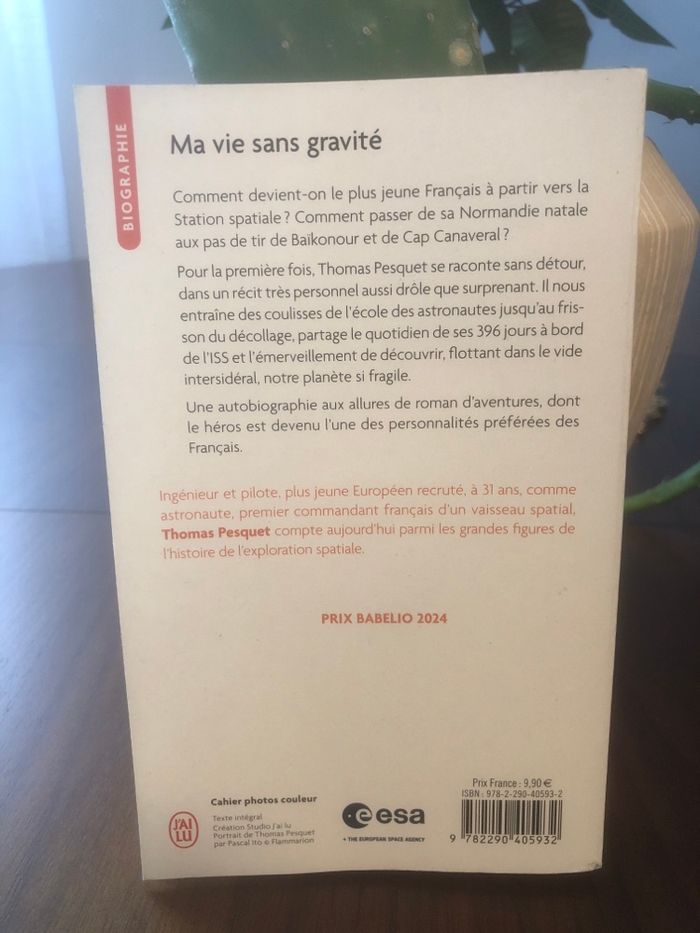 BIOGRAPHIE
Ma vie sans gravité
Comment devient-on le plus jeune Français à partir vers la
Station spatiale ? Comment passer de sa Normandie natale
aux pas de tir de Baïkonour et de Cap Canaveral ?
Pour la première fois, Thomas Pesquet se raconte sans détour,
dans un récit très personnel aussi drôle que surprenant. Il nous
entraîne des coulisses de l'école des astronautes jusqu'au fris-
son du décollage, partage le quotidien de ses 396 jours à bord
de l'ISS et l'émerveillement de découvrir, flottant dans le vide
intersidéral, notre planète si fragile.
Une autobiographie aux allures de roman d'aventures, dont
le héros est devenu l'une des personnalités préférées des
Français.
Ingénieur et pilote, plus jeune Européen recruté, à 31 ans, comme
astronaute, premier commandant français d'un vaisseau spatial,
Thomas Pesquet compte aujourd'hui parmi les grandes figures de
l'histoire de l'exploration spatiale.
PRIX BABELIO 2024
J'AI
LU
Cahier photos couleur
Texte intégral
Création Studio J'ai lu
Portrait de Thomas Pesquet
par Pascal Ito © Flammarion
esa
THE EUROPEAN SPACE AGENCY
Prix France : 9,90 €
ISBN : 978-2-290-40593-2
9 782290 405932